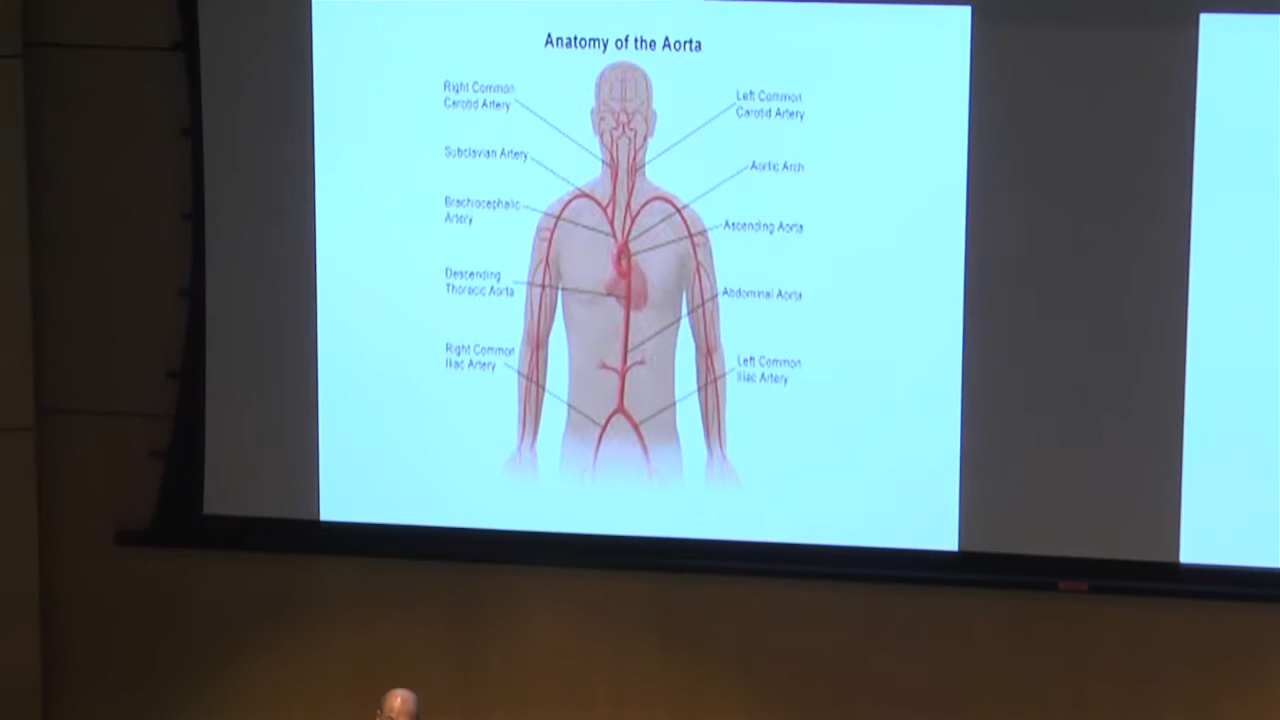 Anatomy of the Aorta
Right Common
Carotid Artery
Left Common
Carotid Artery
Subclavian Artery
Aortic Arch
Brachiocephalic
Artery
Ascending Aorta
Descending
Thoracic Aorta
Abdominal Aorta
Right Common
Iliac Artery
Left Common
Iliac Artery